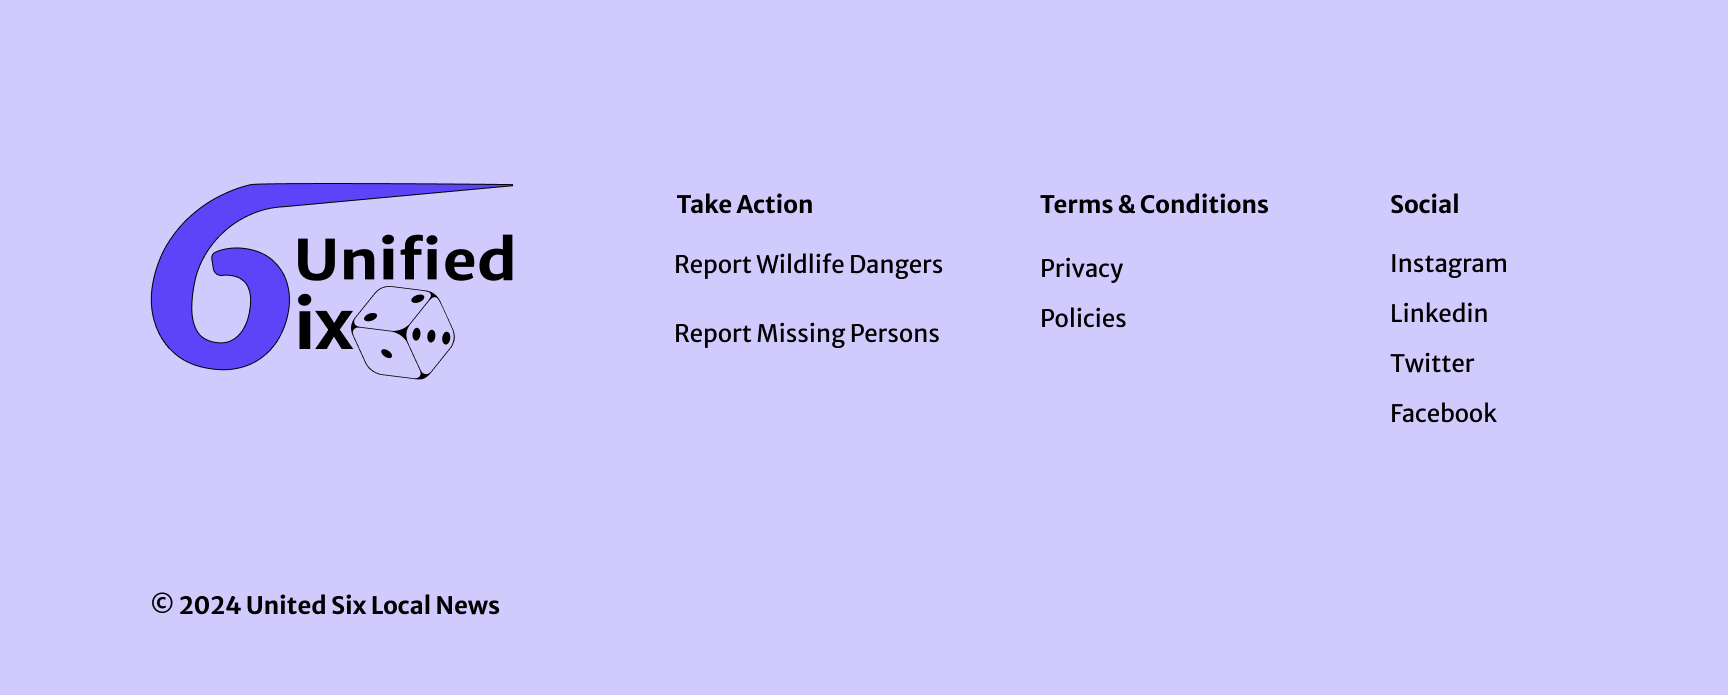 6 Unified
ix
Take Action
Report Wildlife Dangers
Report Missing Persons
Terms & Conditions
Privacy
Policies
Social
Instagram
Linkedin
Twitter
Facebook
© 2024 United Six Local News